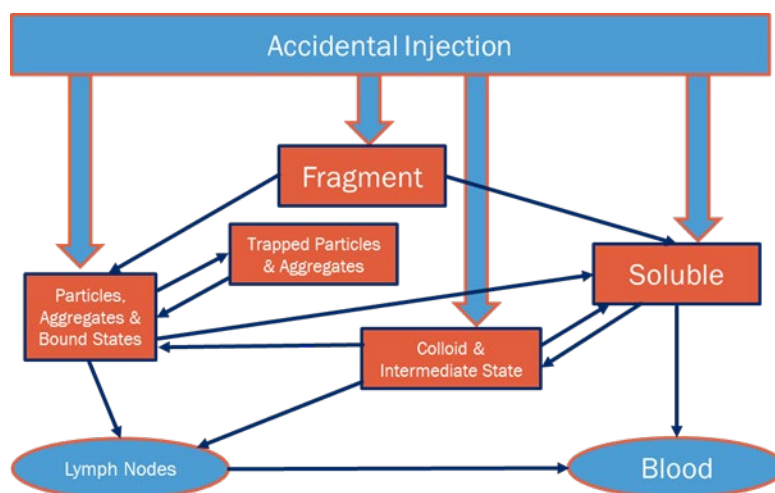 Accidental Injection
Fragment
Trapped Particles
& Aggregates
Soluble
Particles,
Aggregates &
Bound States
Colloid &
Intermediate State
Lymph Nodes
Blood